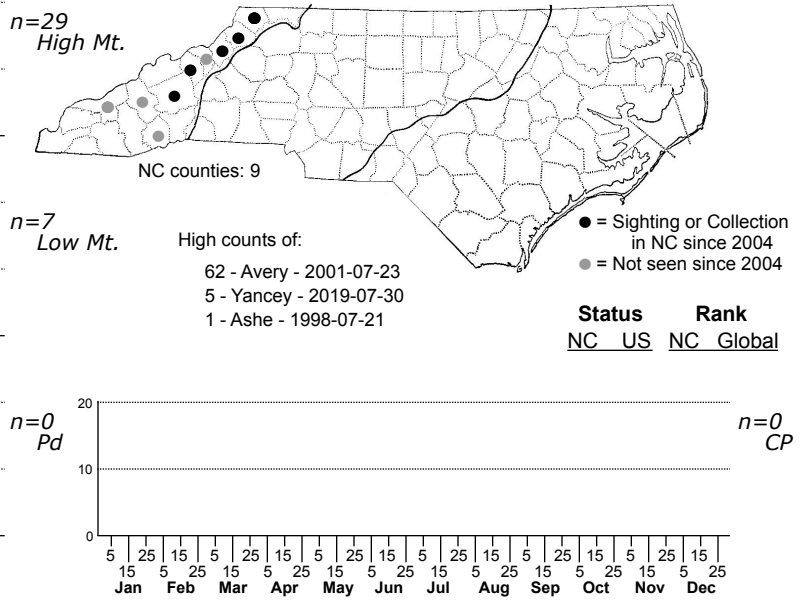 n=29
High Mt.
NC counties: 9
n=7
Low Mt.
High counts of:
62 - Avery - 2001-07-23
5 - Yancey - 2019-07-30
1 - Ashe - 1998-07-21
= Sighting or Collection
in NC since 2004
= Not seen since 2004
Status Rank
NC US NC Global
n=0
Pd
20
10
0
n=0
CP
5 25 15 5 25 15 5 25 15 5 25 15 5 25 15 5 25 15
15 5 25 15 5 25 15 5 25 15 5 25 15 5 25 15 5 25
Jan Feb Mar Apr May Jun Jul Aug Sep Oct Nov Dec